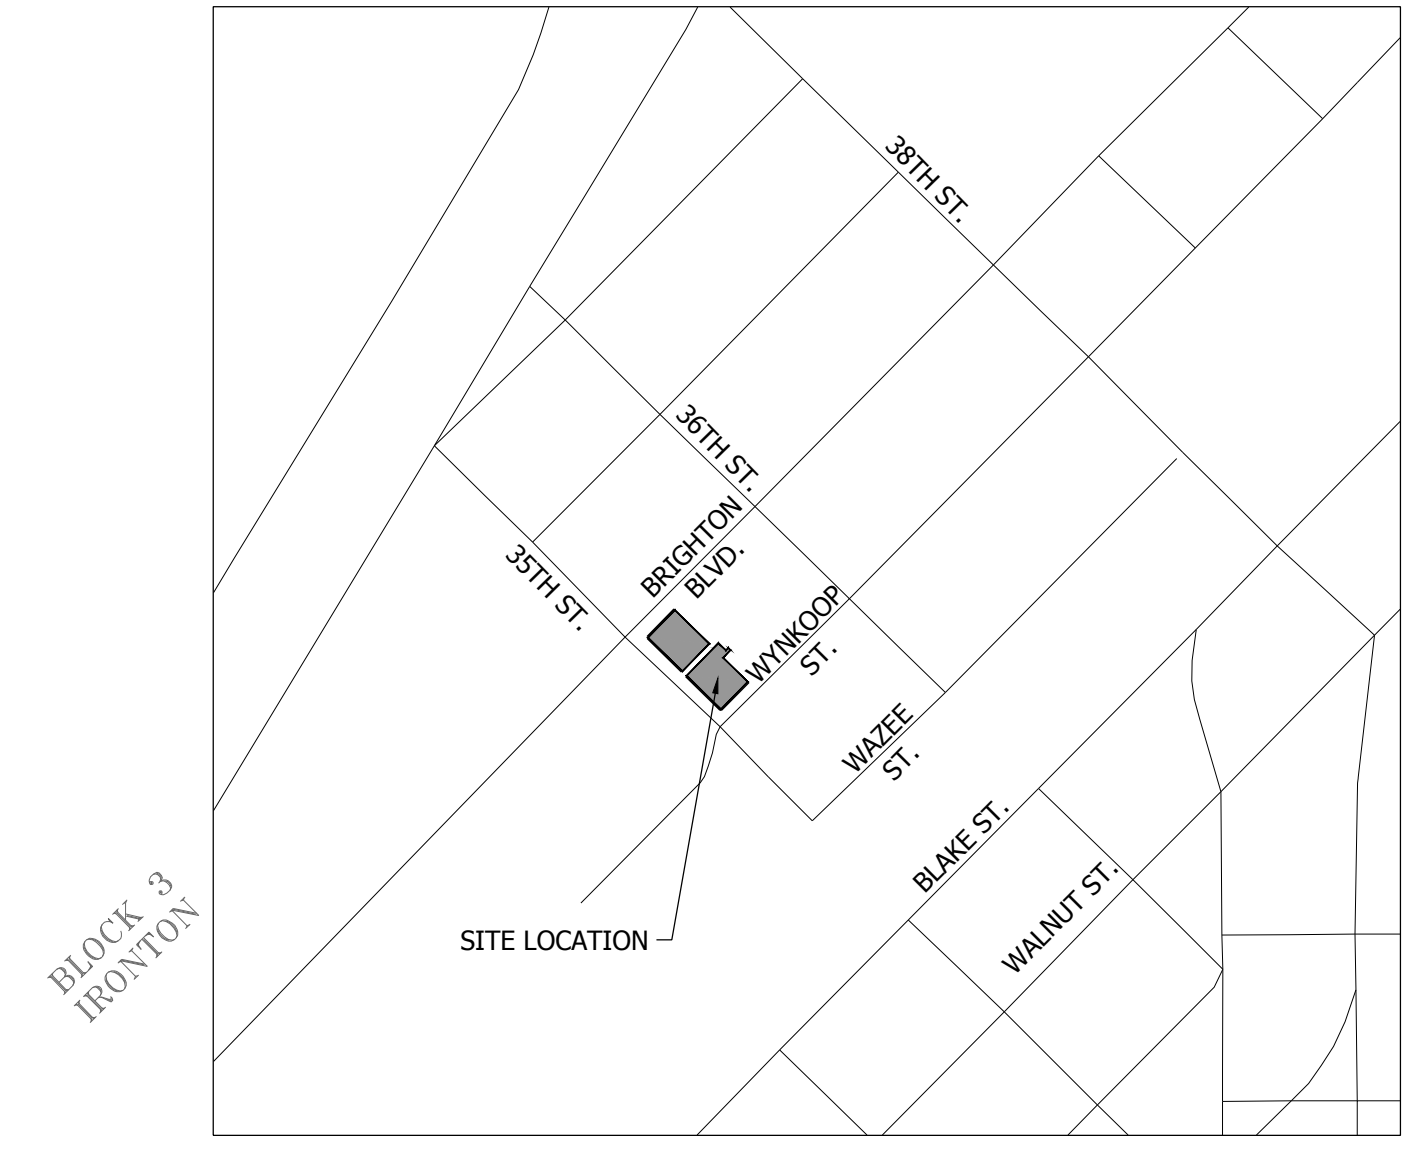 38TH ST.
36TH ST.
BRIGHTON
BLVD.
35TH ST.
WYNKOOP
ST.
WAZEE
ST.
BLAKE ST.
WALNUT ST.
SITE LOCATION
BLOCK 3
IRONTON